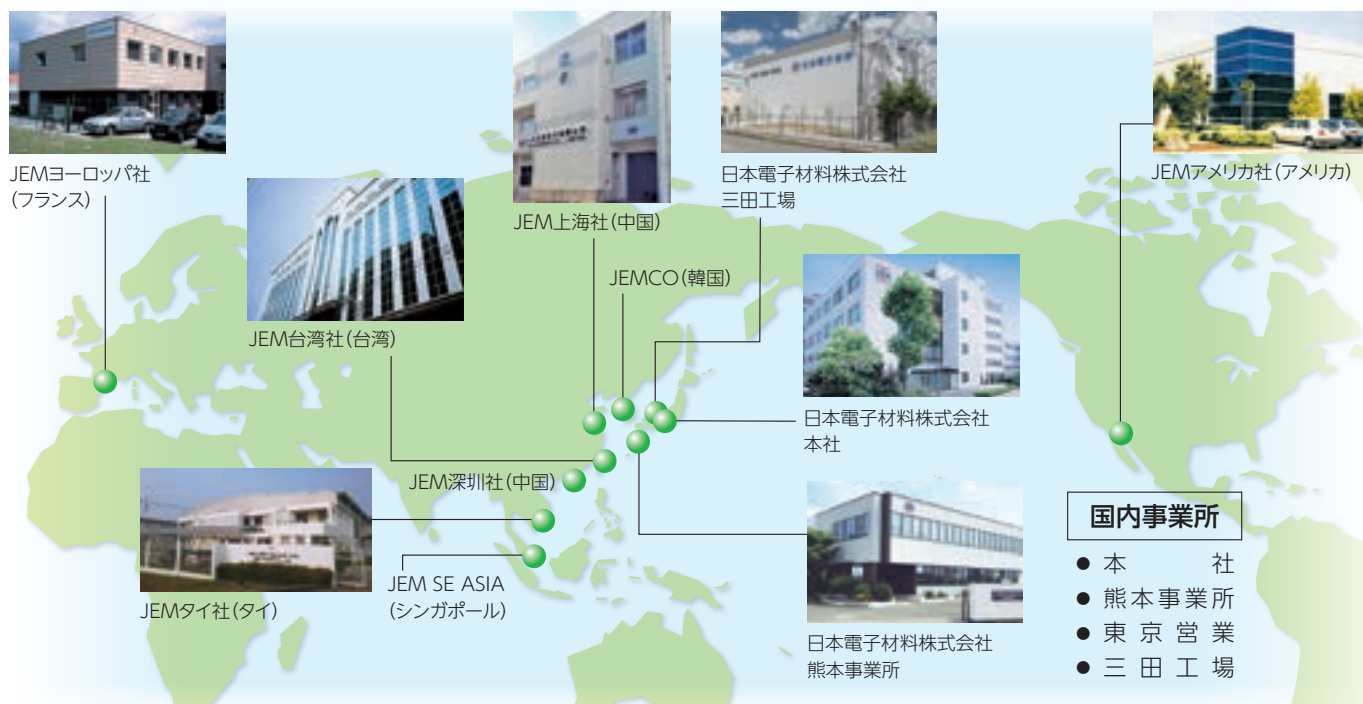 JEMヨーロッパ社
(フランス)
JEM台湾社(台湾)
JEM上海社(中国)
日本電子材料株式会社
三田工場
JEMアメリカ社(アメリカ)
JEMCO(韓国)
日本電子材料株式会社
本社
JEM深圳社(中国)
JEMタイ社(タイ)
JEM SE ASIA
(シンガポール)
日本電子材料株式会社
熊本事業所
国内事業所
● 本 社
● 熊本事業所
● 東京営業
● 三田工場